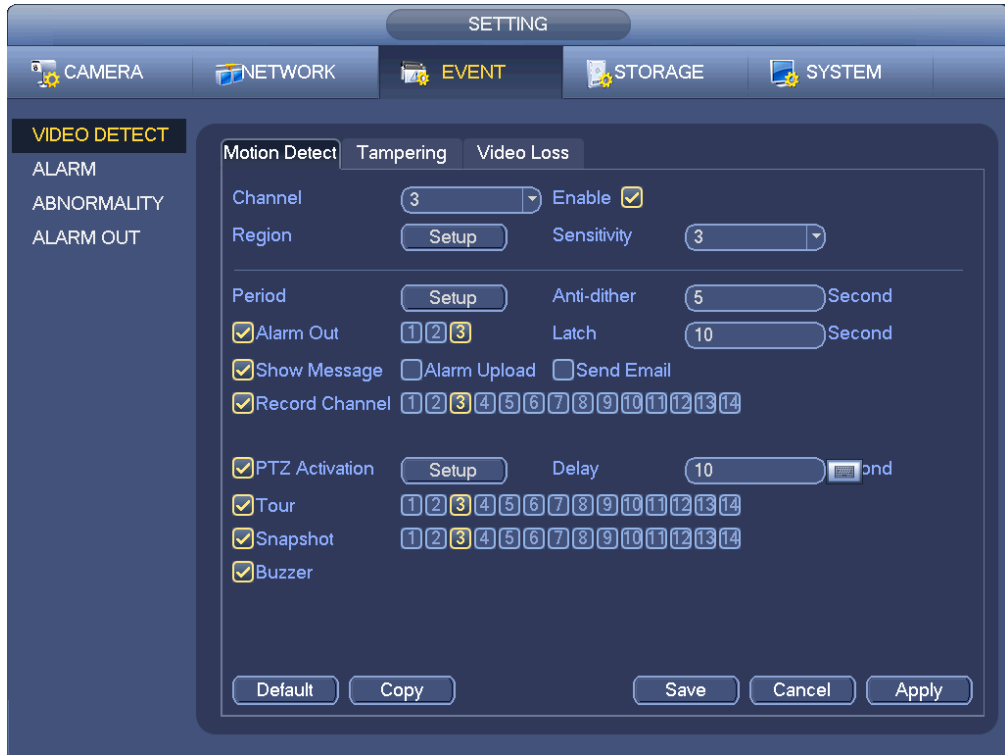 SETTING
CAMERA NETWORK EVENT STORAGE SYSTEM
VIDEO DETECT
ALARM
ABNORMALITY
ALARM OUT
Motion Detect Tampering Video Loss
Channel 3 Enable
Region Setup Sensitivity 3
Period Setup Anti-dither 5 Second
Alarm Out 1 2 3 Latch 10 Second
Show Message Alarm Upload Send Email
Record Channel 1 2 3 4 5 6 7 8 9 10 11 12 13 14
PTZ Activation Setup Delay 10 ond
Tour 1 2 3 4 5 6 7 8 9 10 11 12 13 14
Snapshot 1 2 3 4 5 6 7 8 9 10 11 12 13 14
Buzzer
Default Copy Save Cancel Apply